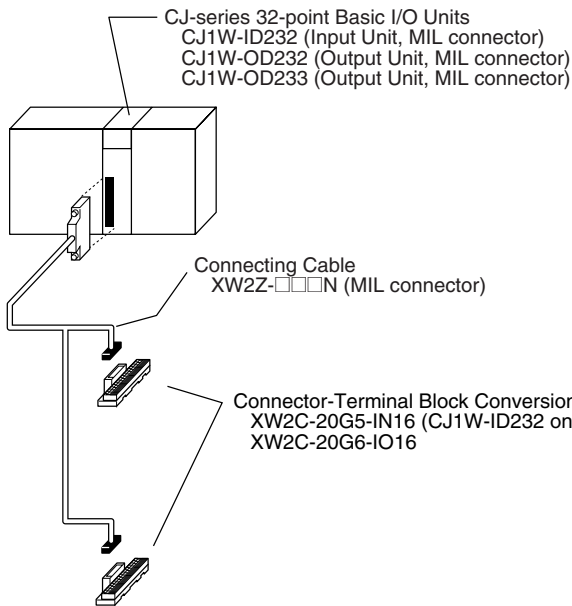 CJ-series 32-point Basic I/O Units
CJ1W-ID232 (Input Unit, MIL connector)
CJ1W-OD232 (Output Unit, MIL connector)
CJ1W-OD233 (Output Unit, MIL connector)
Connecting Cable
XW2Z-□□□N (MIL connector)
Connector-Terminal Block Conversion
XW2C-20G5-IN16 (CJ1W-ID232 on
XW2C-20G6-IO16